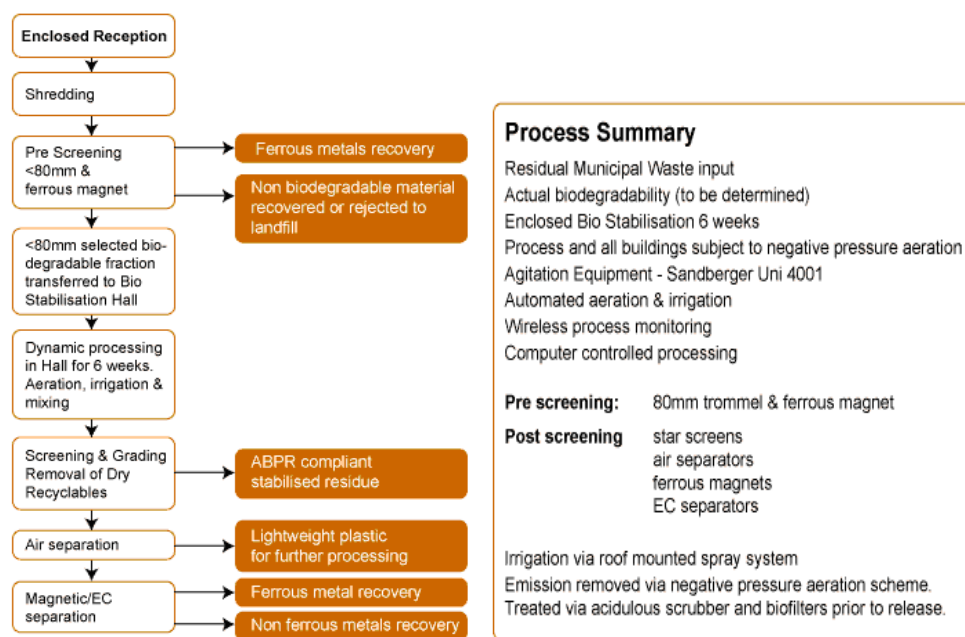 Enclosed Reception
Shredding
Pre Screening
<80mm &
ferrous magnet
Ferrous metals recovery
Non biodegradable material
recovered or rejected to
landfill
<80mm selected bio-
degradable fraction
transferred to Bio
Stabilisation Hall
Dynamic processing
in Hall for 6 weeks.
Aeration, irrigation &
mixing
Screening & Grading
Removal of Dry
Recyclables
ABPR compliant
stabilised residue
Air separation
Lightweight plastic
for further processing
Magnetic/EC
separation
Ferrous metal recovery
Non ferrous metals recovery
Process Summary
Residual Municipal Waste input
Actual biodegradability (to be determined)
Enclosed Bio Stabilisation 6 weeks
Process and all buildings subject to negative pressure aeration
Agitation Equipment - Sandberger Uni 4001
Automated aeration & irrigation
Wireless process monitoring
Computer controlled processing
Pre screening: 80mm trommel & ferrous magnet
Post screening star screens
air separators
ferrous magnets
EC separators
Irrigation via roof mounted spray system
Emission removed via negative pressure aeration scheme.
Treated via acidulous scrubber and biofilters prior to release.